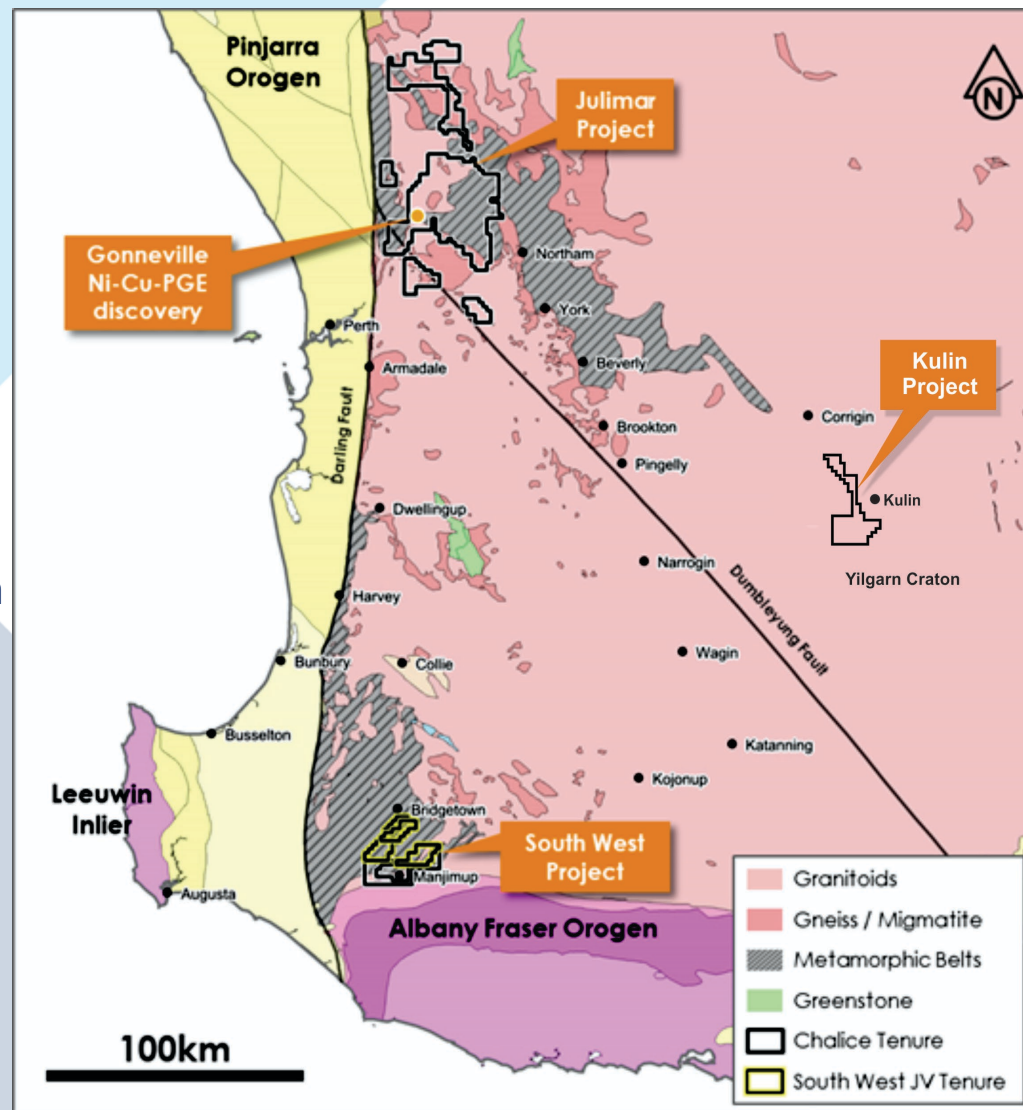 Pinjarra
Orogen
N
Julimar
Project
Gonneville
Ni-Cu-PGE
discovery
Northam
York
Perth
Beverly
Armadale
Kulin
Project
Darling Fault
Corrigin
Brookton
Pingelly
Kulin
Dwellingup
Narrogin
Yilgarn Craton
Dumbleyung Fault
Harvey
Wagin
Bunbury
Collie
Busselton
Katanning
Kojonup
Leeuwin
Inlier
Bridgetown
South West
Project
Manjimup
Augusta
Albany Fraser Orogen
Granitoids
Gneiss / Migmatite
Metamorphic Belts
Greenstone
Chalice Tenure
South West JV Tenure
100km